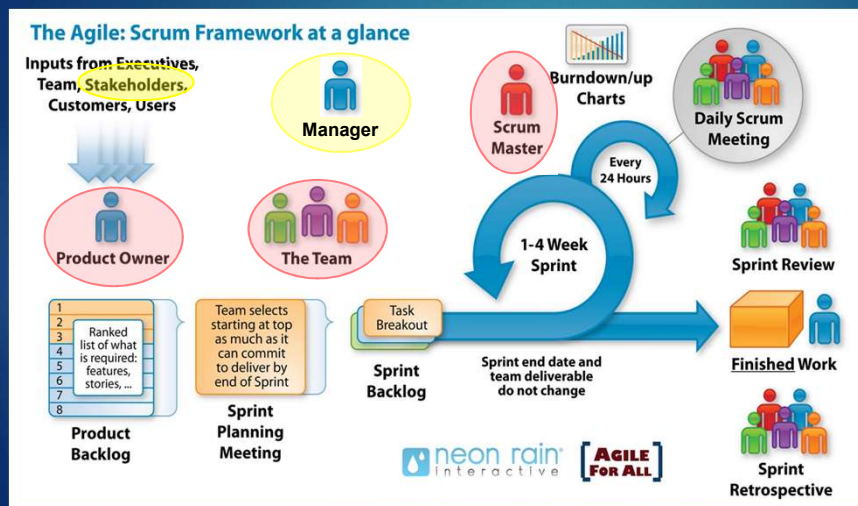 The Agile: Scrum Framework at a glance
Inputs from Executives,
Team, Stakeholders,
Customers, Users
Manager
Scrum
Master
Burndown/up
Charts
Daily Scrum
Meeting
Every
24 Hours
Product Owner
The Team
1-4 Week
Sprint
Sprint Review
1
2
3
4
5
6
7
8
Ranked
list of what
is required:
features,
stories, ...
Product
Backlog
Team selects
starting at top
as much as it
can commit
to deliver by
end of Sprint
Sprint
Planning
Meeting
Task
Breakout
Sprint
Backlog
Sprint end date and
team deliverable
do not change
Finished Work
Sprint
Retrospective
neon rain
interactive
AGILE
FOR ALL